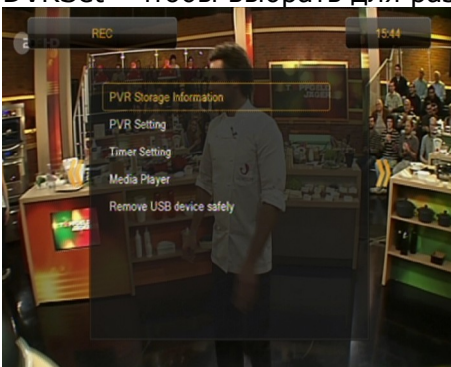 REC
15:44
PVR Storage Information
PVR Setting
Timer Setting
Media Player
Remove USB device safely